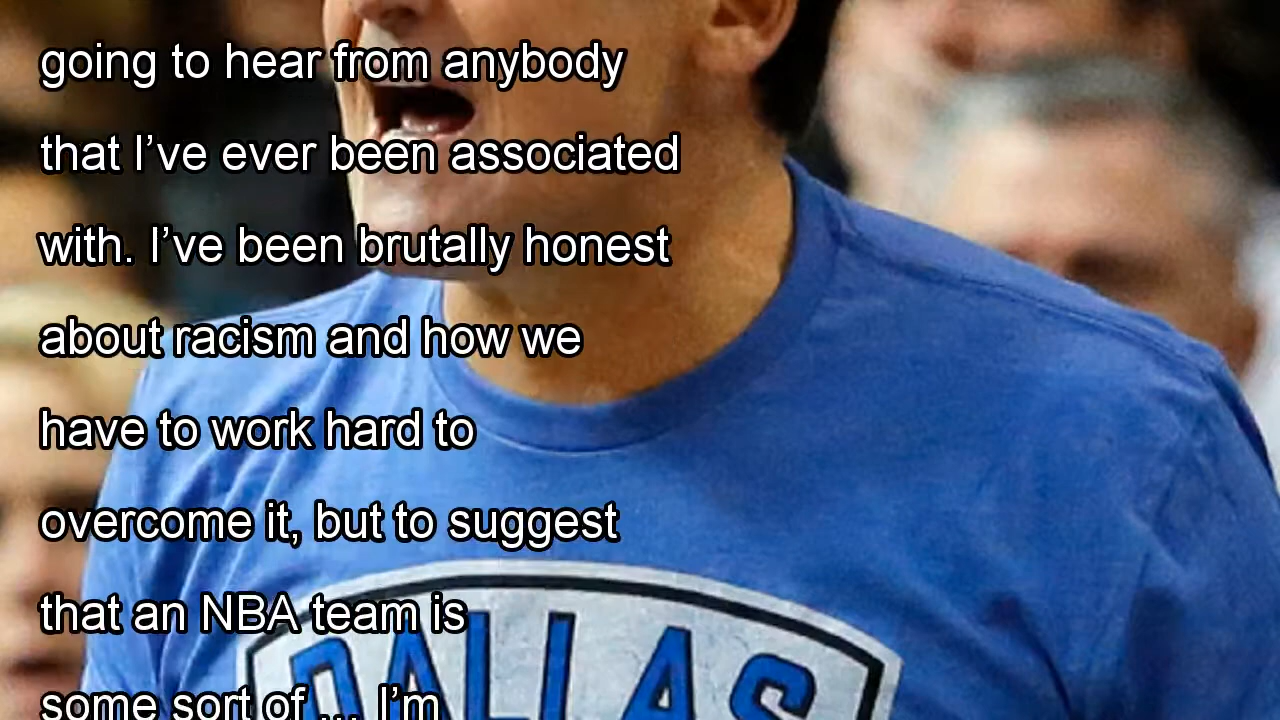 going to hear from anybody
that I’ve ever been associated
with. I’ve been brutally honest
about racism and how we
have to work hard to
overcome it, but to suggest
that an NBA team is
some sort of ... I’m
DALLAS